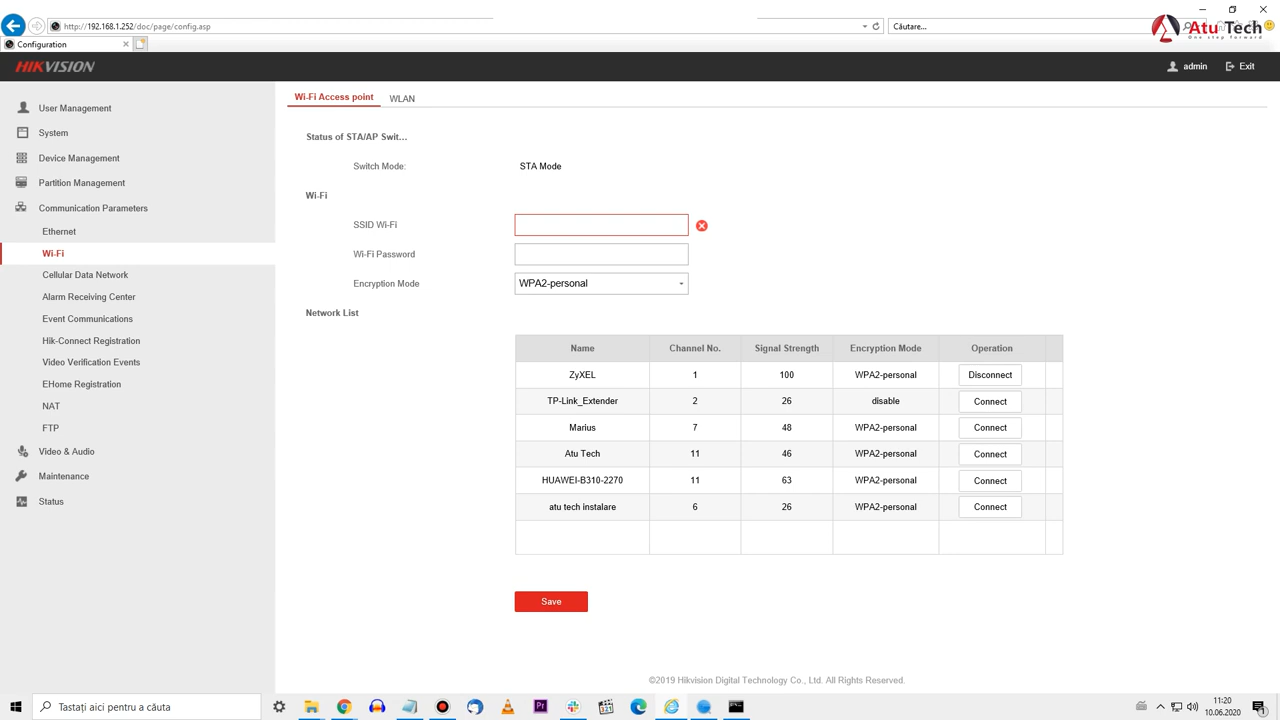 http://192.168.1.252/doc/page/config.asp
Căutare...
Atu Tech
One step forward
Configuration
HIKVISION
admin
Exit
User Management
System
Device Management
Partition Management
Communication Parameters
Ethernet
Wi-Fi
Cellular Data Network
Alarm Receiving Center
Event Communications
Hik-Connect Registration
Video Verification Events
EHome Registration
NAT
FTP
Video & Audio
Maintenance
Status
Wi-Fi Access point WLAN
Status of STA/AP Swit...
Switch Mode: STA Mode
Wi-Fi
SSID Wi-Fi
Wi-Fi Password
Encryption Mode WPA2-personal
Network List
Name Channel No. Signal Strength Encryption Mode Operation
ZyXEL 1 100 WPA2-personal Disconnect
TP-Link_Extender 2 26 disable Connect
Marius 7 48 WPA2-personal Connect
Atu Tech 11 46 WPA2-personal Connect
HUAWEI-B310-2270 11 63 WPA2-personal Connect
atu tech instalare 6 26 WPA2-personal Connect
Save
©2019 Hikvision Digital Technology Co., Ltd. All Rights Reserved.
Tastați aici pentru a căuta
Pr
11:20
10.06.2020